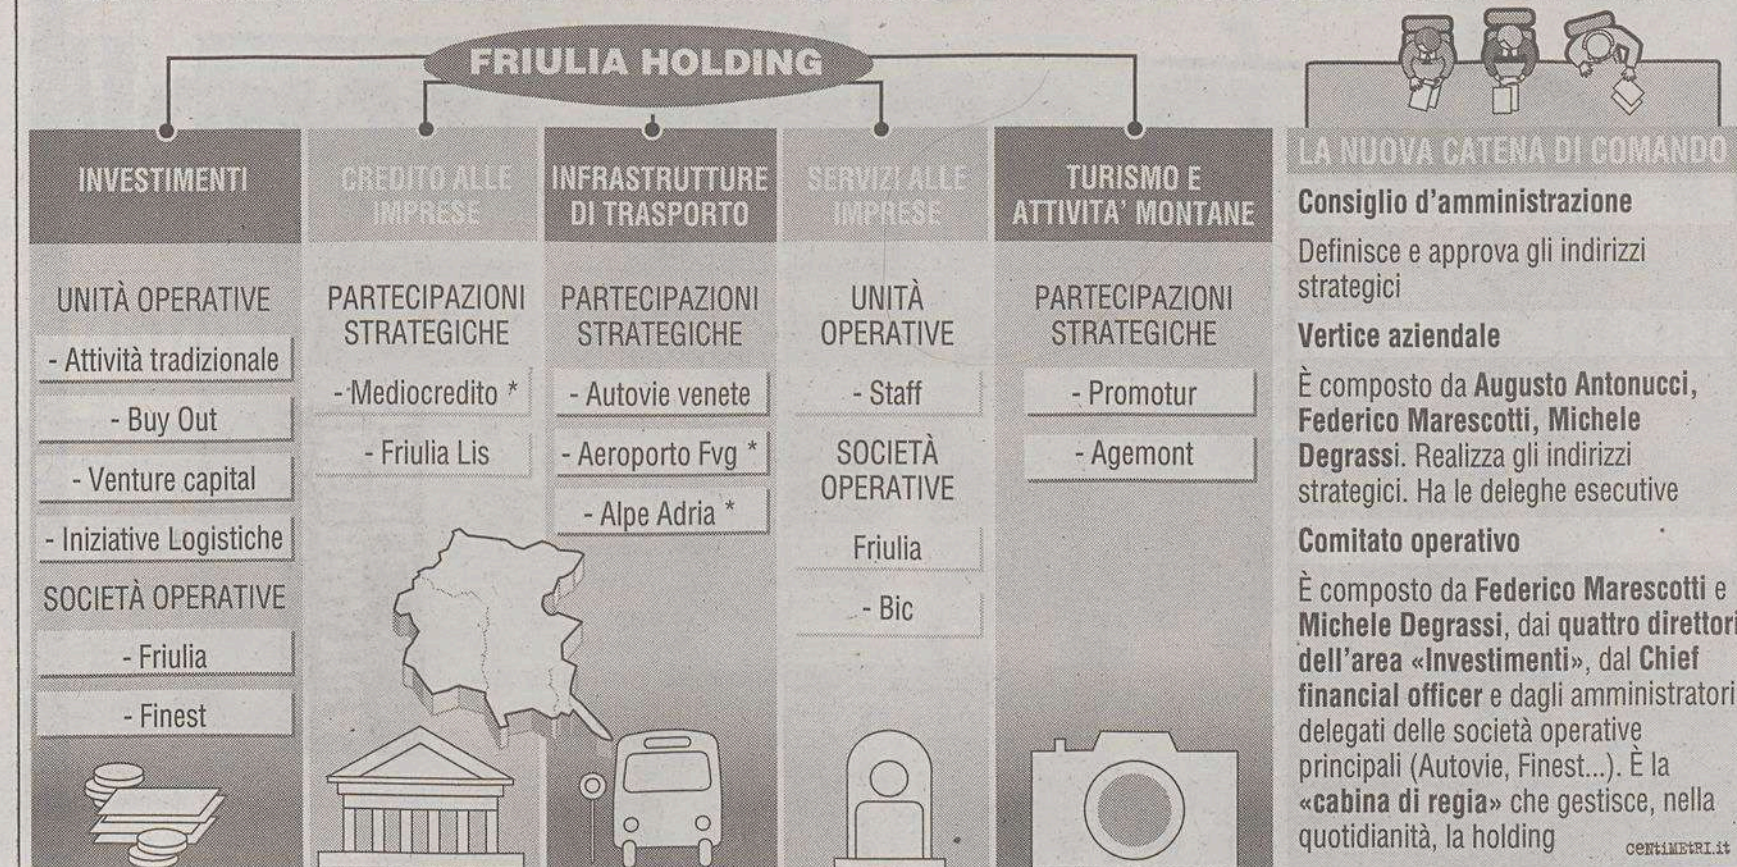 FRIULIA HOLDING
INVESTIMENTI
UNITÀ OPERATIVE
- Attività tradizionale
- Buy Out
- Venture capital
- Iniziative Logistiche
SOCIETÀ OPERATIVE
- Friulia
- Finest
CREDITO ALLE
IMPRESE
PARTECIPAZIONI
STRATEGICHE
- Mediocredito *
- Friulia Lis
INFRASTRUTTURE
DI TRASPORTO
PARTECIPAZIONI
STRATEGICHE
- Autovie venete
- Aeroporto Fvg *
- Alpe Adria *
SERVIZI ALLE
IMPRESE
UNITÀ
OPERATIVE
- Staff
SOCIETÀ
OPERATIVE
Friulia
- Bic
TURISMO E
ATTIVITA' MONTANE
PARTECIPAZIONI
STRATEGICHE
- Promotur
- Agemont
LA NUOVA CATENA DI COMANDO
Consiglio d'amministrazione
Definisce e approva gli indirizzi
strategici
Vertice aziendale
È composto da Augusto Antonucci,
Federico Marescotti, Michele
Degrassi. Realizza gli indirizzi
strategici. Ha le deleghe esecutive
Comitato operativo
È composto da Federico Marescotti e
Michele Degrassi, dai quattro direttori
dell'area «Investimenti», dal Chief
financial officer e dagli amministratori
delegati delle società operative
principali (Autovie, Finest...). È la
«cabina di regia» che gestisce, nella
quotidianità, la holding
CENTIMETRI.it